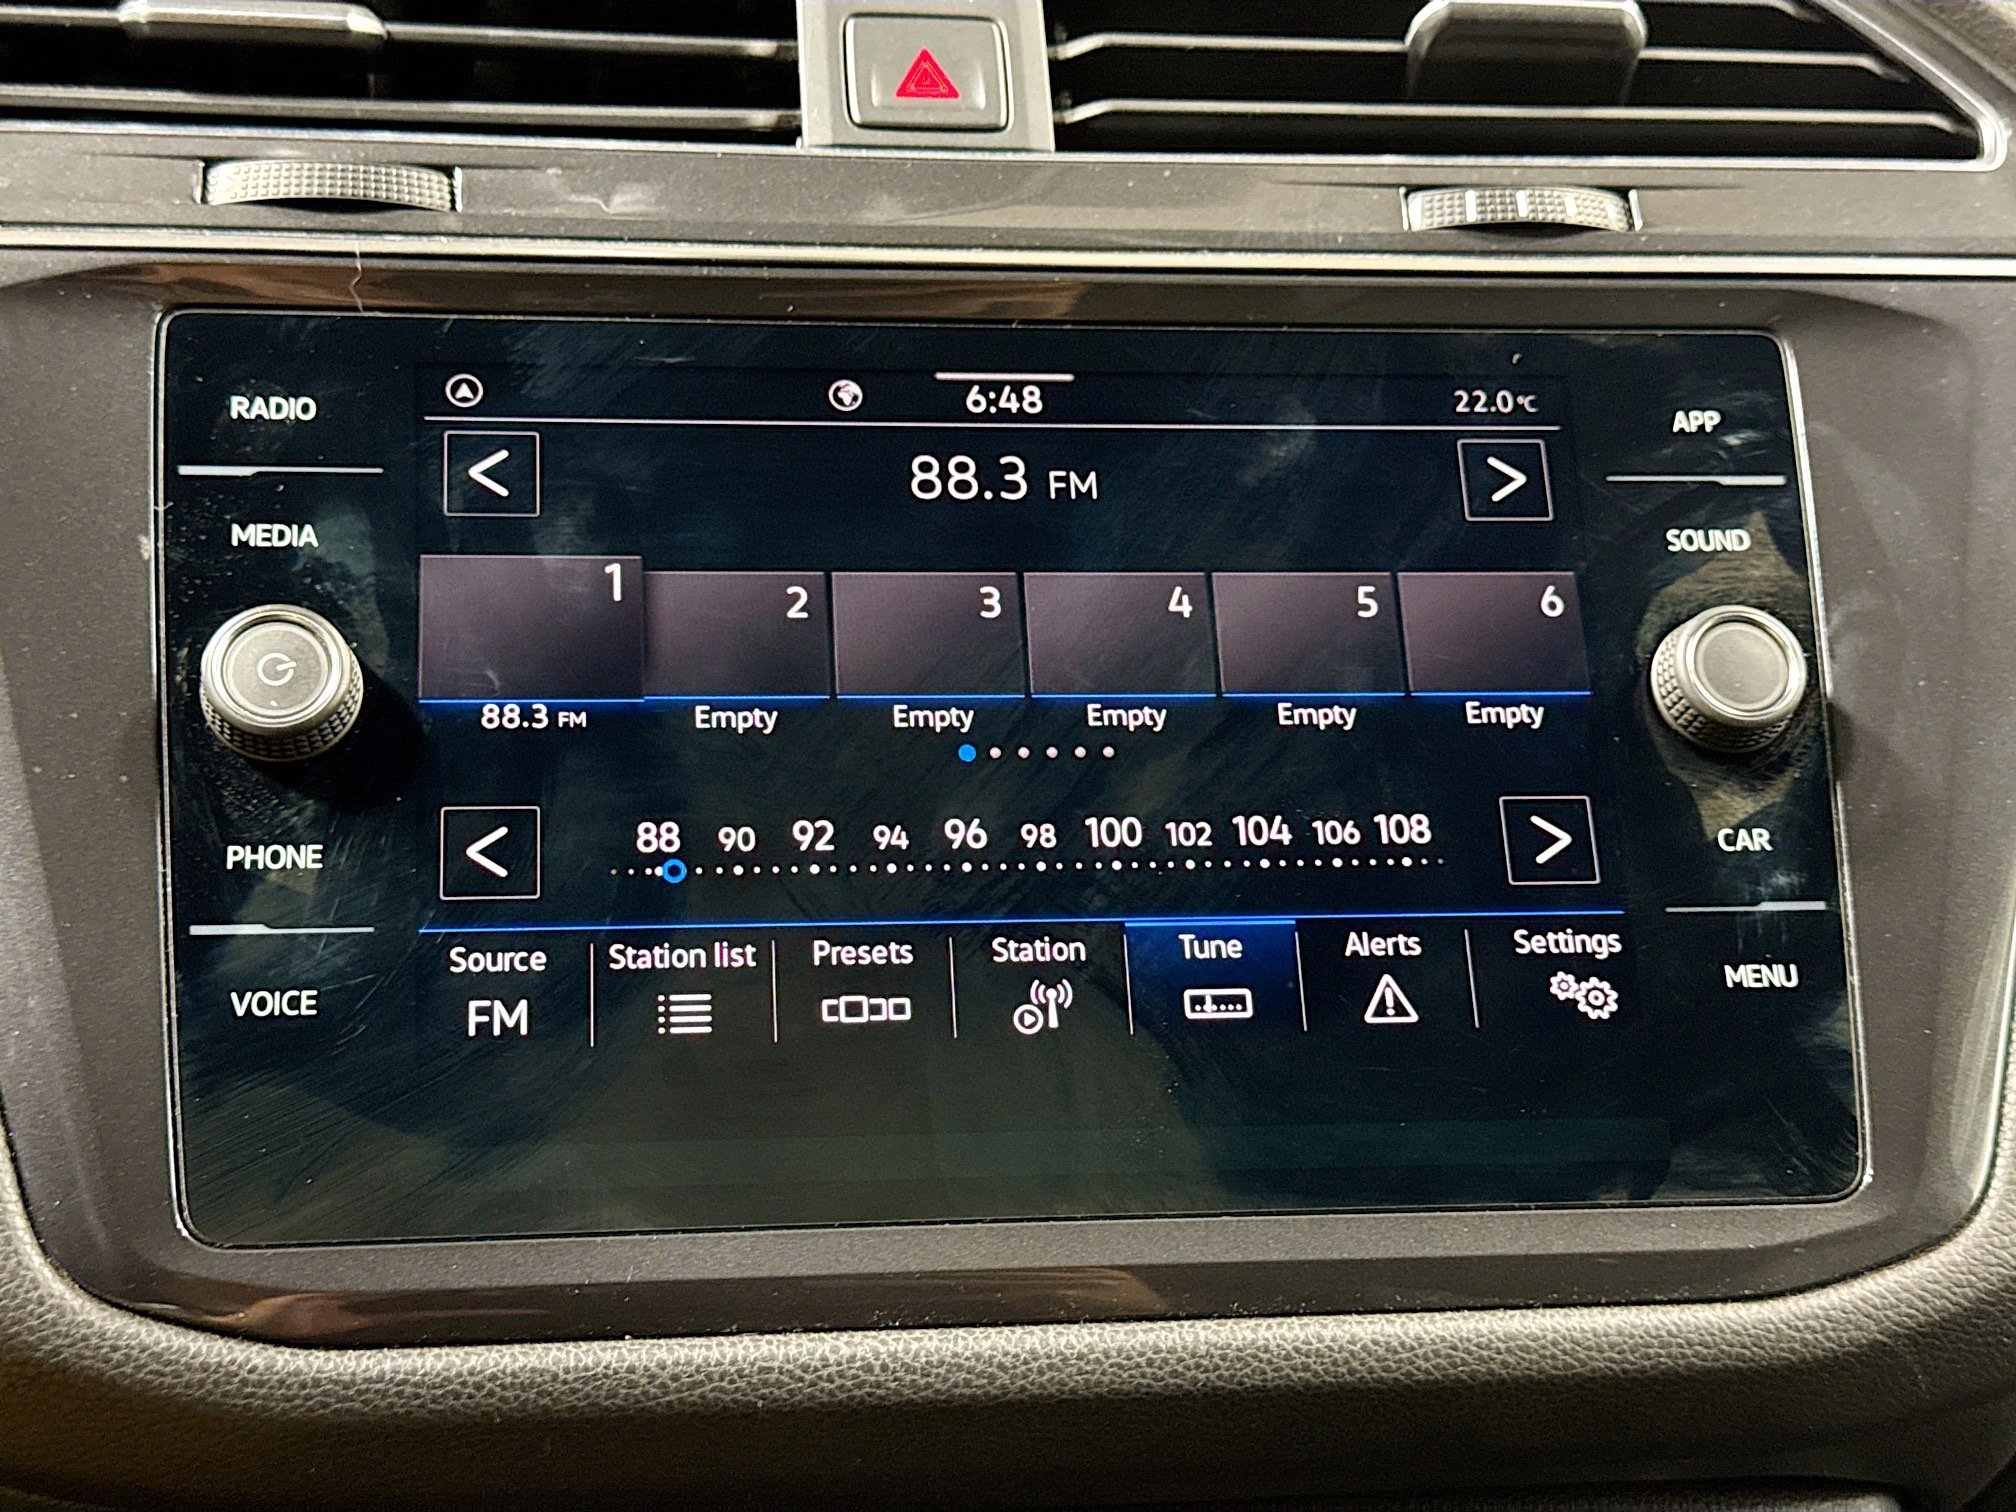 RADIO
MEDIA
PHONE
VOICE
6:48
22.0°C
<
88.3 FM
>
1
2
3
4
5
6
88.3 FM
Empty
Empty
Empty
Empty
Empty
<
88 90 92 94 96 98 100 102 104 106 108
>
Source
FM
Station list
Presets
Station
Tune
Alerts
Settings
APP
SOUND
CAR
MENU